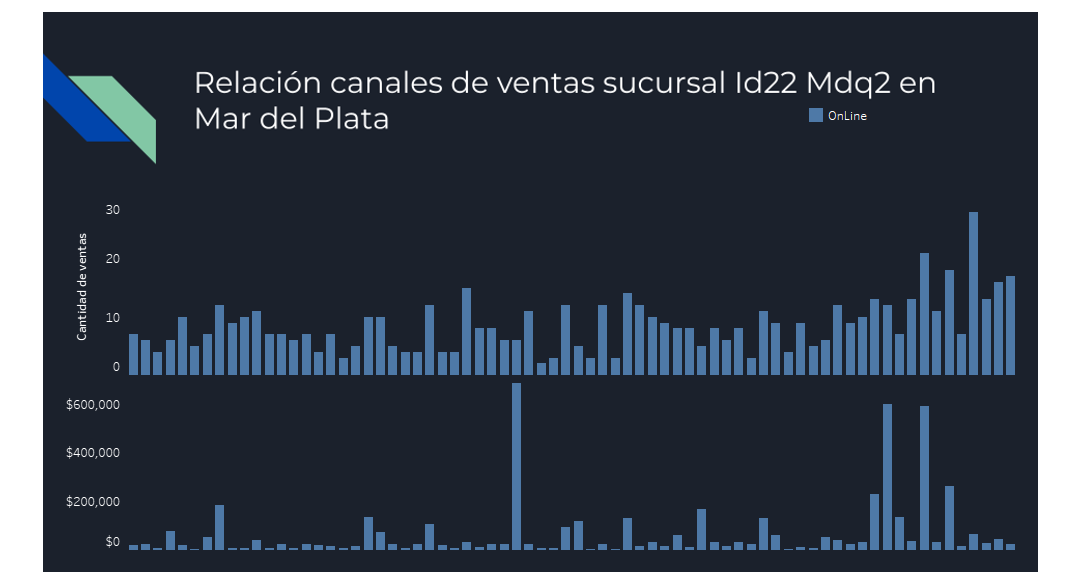 Relación canales de ventas sucursal Id22 Mdq2 en
Mar del Plata
OnLine
Cantidad de ventas
30
20
10
0
$600,000
$400,000
$200,000
$0